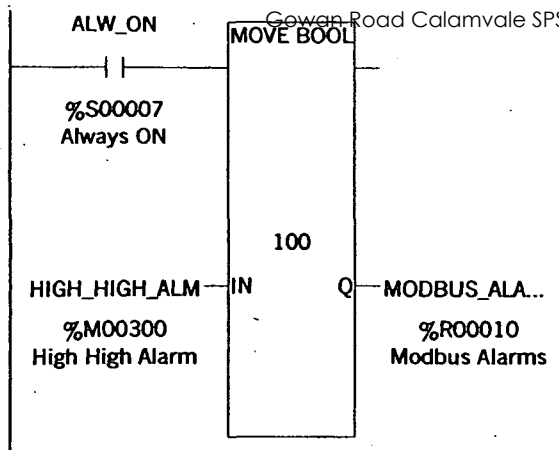 Gowan Road Calamvale SPS
ALW_ON
MOVE BOOL
%S00007
Always ON
100
HIGH_HIGH_ALM
IN
Q
MODBUS_ALA...
%M00300
High High Alarm
%R00010
Modbus Alarms